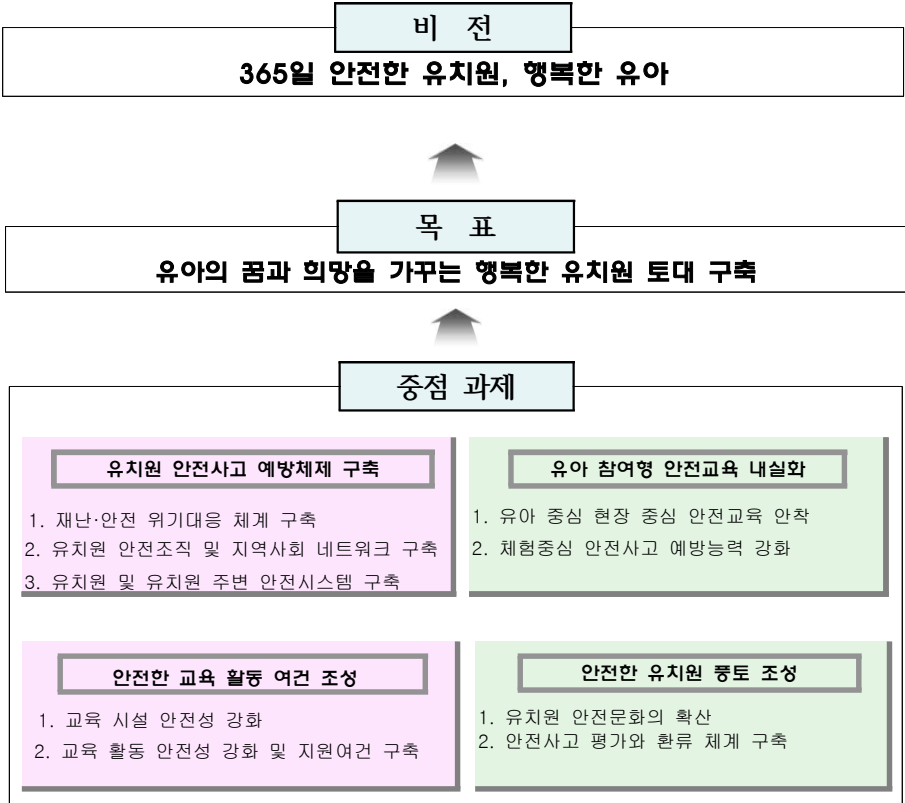 비 전
365일 안전한 유치원, 행복한 유아
목 표
유아의 꿈과 희망을 가꾸는 행복한 유치원 토대 구축
중점 과제
유치원 안전사고 예방체제 구축
1. 재난·안전 위기대응 체계 구축
2. 유치원 안전조직 및 지역사회 네트워크 구축
3. 유치원 및 유치원 주변 안전시스템 구축
유아 참여형 안전교육 내실화
1. 유아 중심 현장 중심 안전교육 안착
2. 체험중심 안전사고 예방능력 강화
안전한 교육 활동 여건 조성
1. 교육 시설 안전성 강화
2. 교육 활동 안전성 강화 및 지원여건 구축
안전한 유치원 풍토 조성
1. 유치원 안전문화의 확산
2. 안전사고 평가와 환류 체계 구축